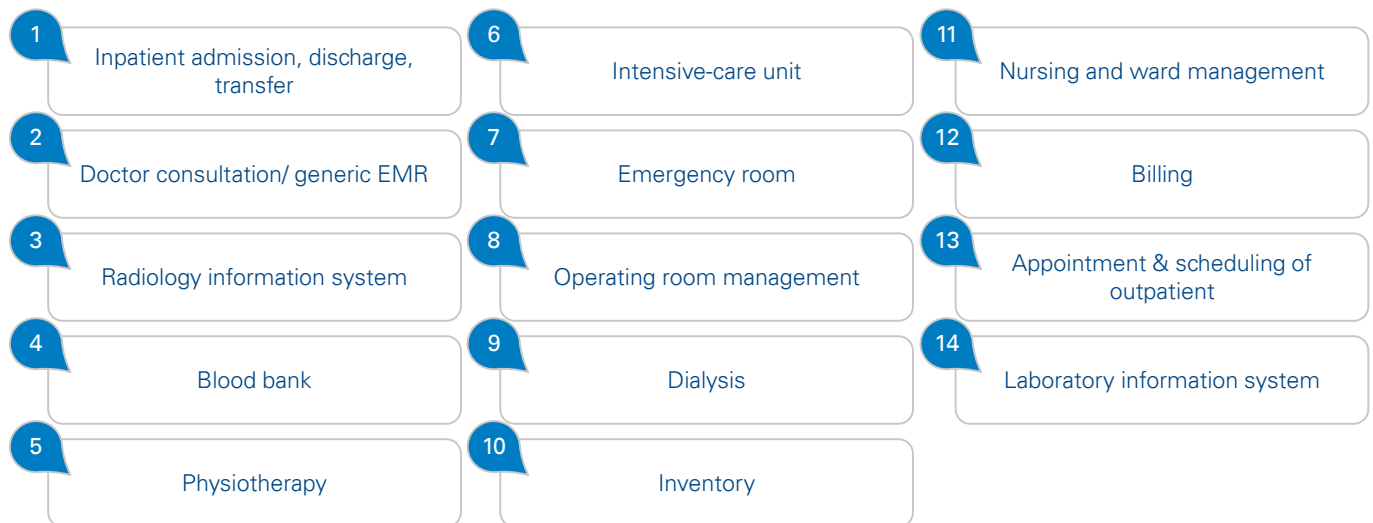 1
Inpatient admission, discharge,
transfer
2
Doctor consultation/ generic EMR
3
Radiology information system
4
Blood bank
5
Physiotherapy
6
Intensive-care unit
7
Emergency room
8
Operating room management
9
Dialysis
10
Inventory
11
Nursing and ward management
12
Billing
13
Appointment & scheduling of
outpatient
14
Laboratory information system